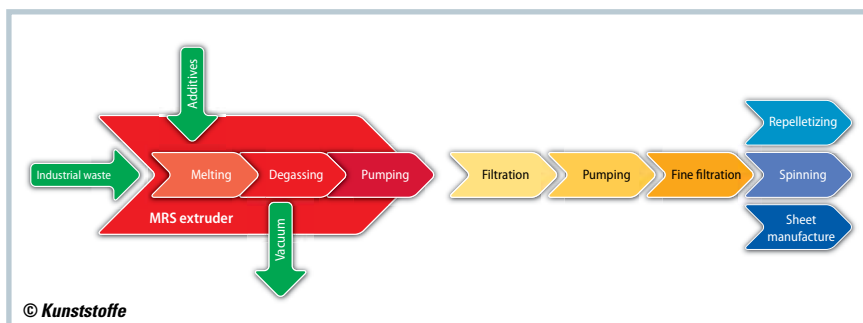 Additives
Repelletizing
Industrial waste
Melting
Degassing
Pumping
Filtration
Pumping
Fine filtration
Spinning
MRS extruder
Vacuum
Sheet
manufacture
© Kunststoffe